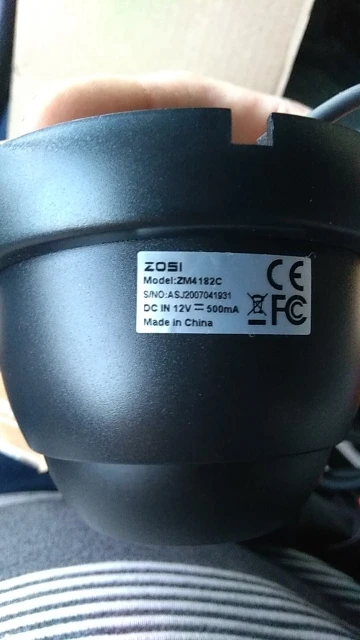 ZOSI
Model:ZM4182C
S/NO:ASJ2007041931
DC IN 12V ⎓ 500mA
Made in China
CE
FC